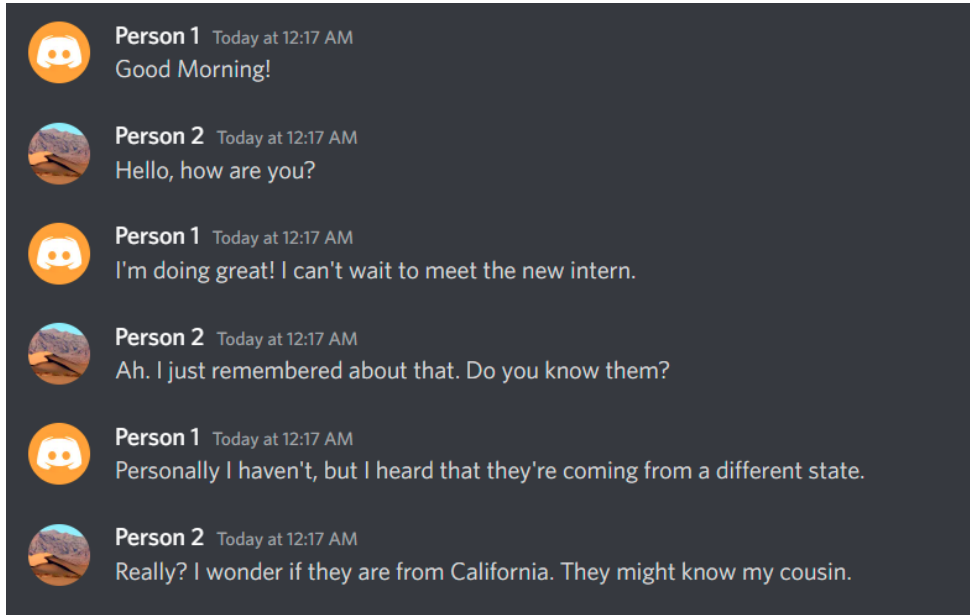 Person 1 Today at 12:17 AM
Good Morning!
Person 2 Today at 12:17 AM
Hello, how are you?
Person 1 Today at 12:17 AM
I'm doing great! I can't wait to meet the new intern.
Person 2 Today at 12:17 AM
Ah. I just remembered about that. Do you know them?
Person 1 Today at 12:17 AM
Personally I haven't, but I heard that they're coming from a different state.
Person 2 Today at 12:17 AM
Really? I wonder if they are from California. They might know my cousin.